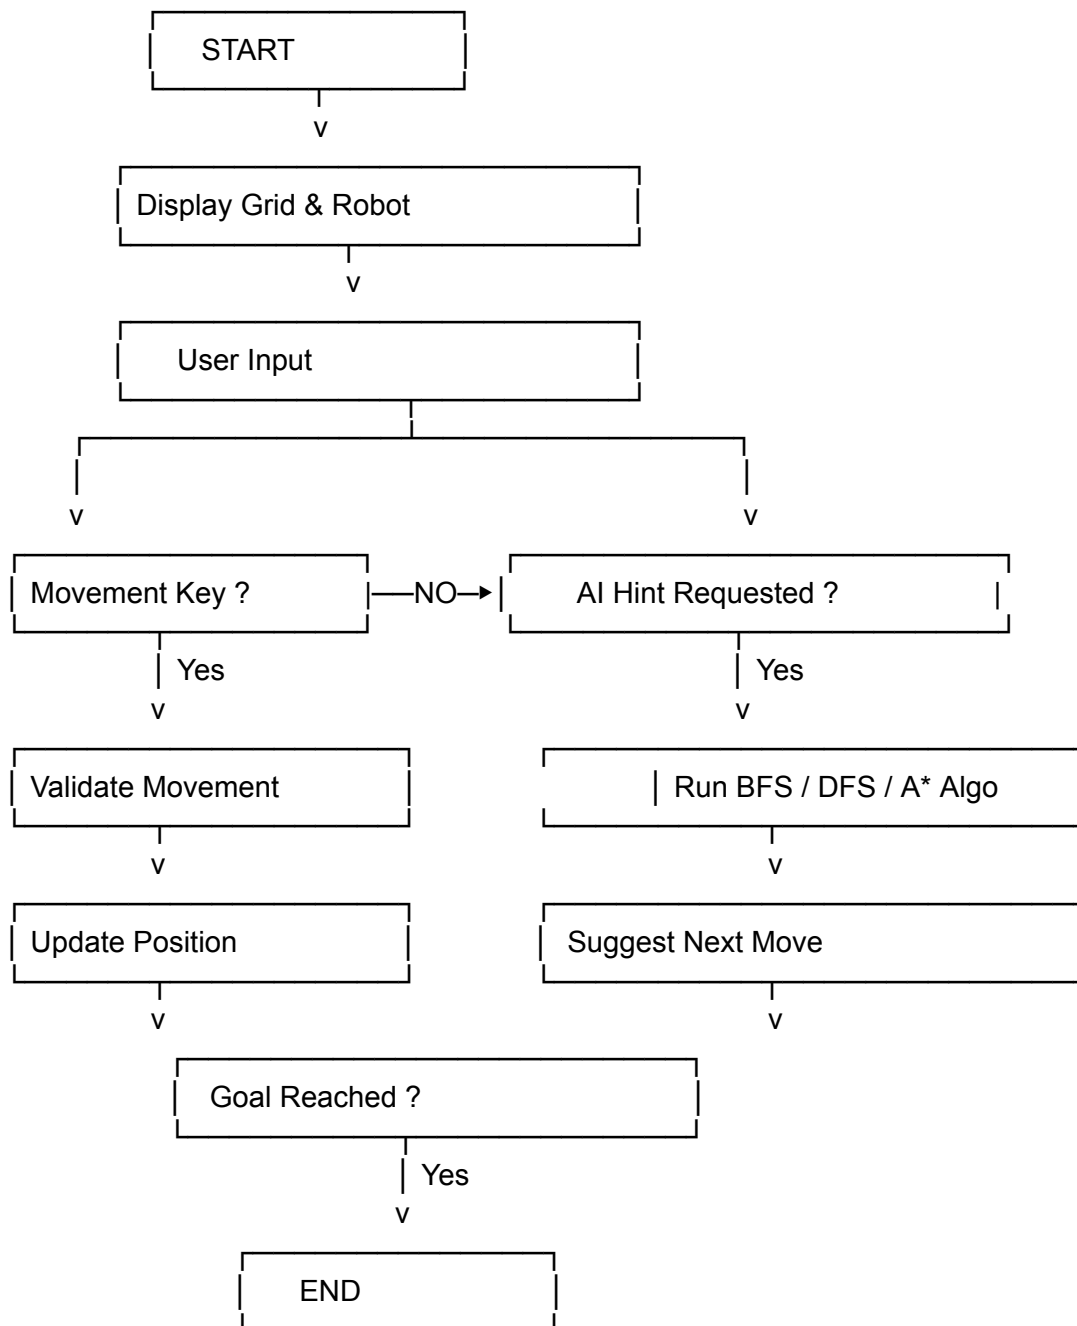 START
v
Display Grid & Robot
v
User Input
v v
Movement Key ? NO AI Hint Requested ?
Yes Yes
v v
Validate Movement Run BFS / DFS / A* Algo
v v
Update Position Suggest Next Move
v v
Goal Reached ?
Yes
v
END